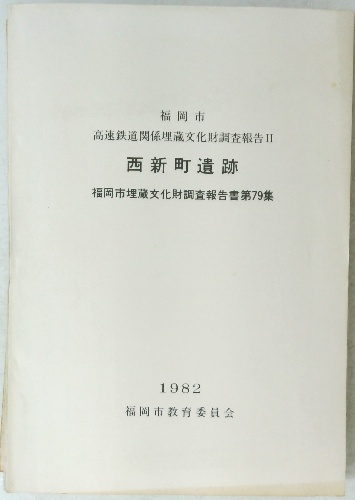 福岡市
高速鉄道関係埋蔵文化財調査報告II
西新町遺跡
福岡市埋蔵文化財調査報告書第79集
1982
福岡市教育委員会